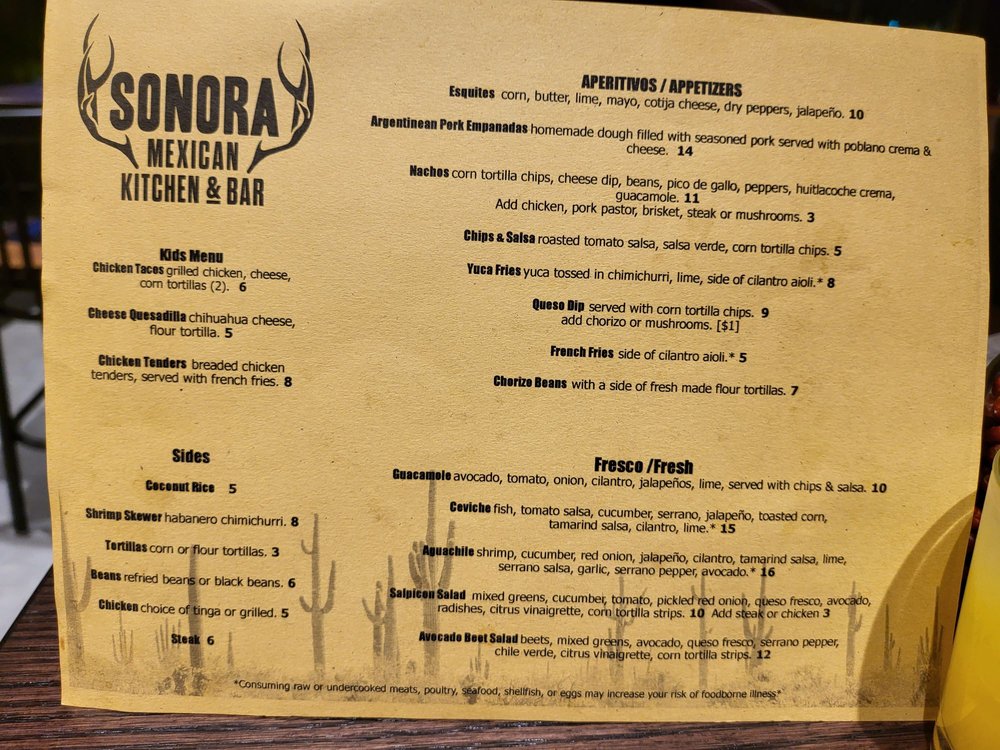 SONORA
MEXICAN
KITCHEN & BAR
Kids Menu
Chicken Tacos grilled chicken, cheese,
corn tortillas (2). 6
Cheese Quesadilla chihuahua cheese,
flour tortilla. 5
Chicken Tenders breaded chicken
tenders, served with french fries. 8
Sides
Coconut Rice 5
Shrimp Skewer habanero chimichurri. 8
Tortillas corn or flour tortillas. 3
Beans refried beans or black beans. 6
Chicken choice of tinga or grilled. 5
Steak 6
APERITIVOS / APPETIZERS
Esquites corn, butter, lime, mayo, cotija cheese, dry peppers, jalapeño. 10
Argentinean Pork Empanadas homemade dough filled with seasoned pork served with poblano crema &
cheese. 14
Nachos corn tortilla chips, cheese dip, beans, pico de gallo, peppers, huitlacoche crema,
guacamole. 11
Add chicken, pork pastor, brisket, steak or mushrooms. 3
Chips & Salsa roasted tomato salsa, salsa verde, corn tortilla chips. 5
Yuca Fries yuca tossed in chimichurri, lime, side of cilantro aioli.* 8
Queso Dip served with corn tortilla chips. 9
add chorizo or mushrooms. [$1]
French Fries side of cilantro aioli.* 5
Chorizo Beans with a side of fresh made flour tortillas. 7
Fresco /Fresh
Guacamole avocado, tomato, onion, cilantro, jalapeños, lime, served with chips & salsa. 10
Ceviche fish, tomato salsa, cucumber, serrano, jalapeño, toasted corn,
tamarind salsa, cilantro, lime.* 15
Aguachile shrimp, cucumber, red onion, jalapeño, cilantro, tamarind salsa, lime,
serrano salsa, garlic, serrano pepper, avocado.* 16
Salpicon Salad mixed greens, cucumber, tomato, pickled red onion, queso fresco, avocado,
radishes, citrus vinaigrette, corn tortilla strips. 10 Add steak or chicken 3
Avocado Beet Salad beets, mixed greens, avocado, queso fresco, serrano pepper,
chile verde, citrus vinaigrette, corn tortilla strips. 12
*Consuming raw or undercooked meats, poultry, seafood, shellfish, or eggs may increase your risk of foodborne illness*